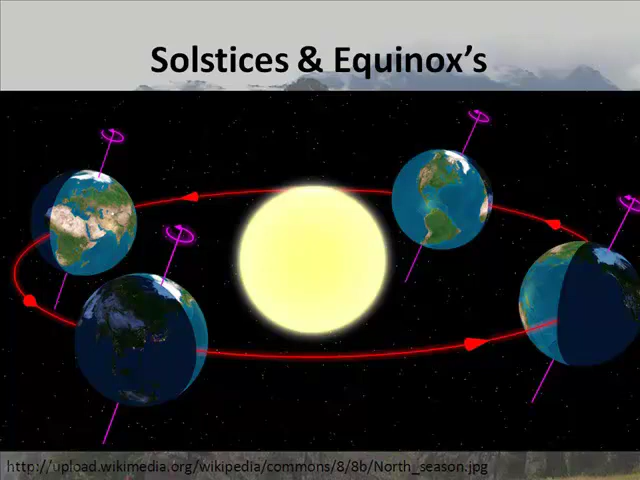 Solstices & Equinox's
http://upload.wikimedia.org/wikipedia/commons/8/8b/North_season.jpg